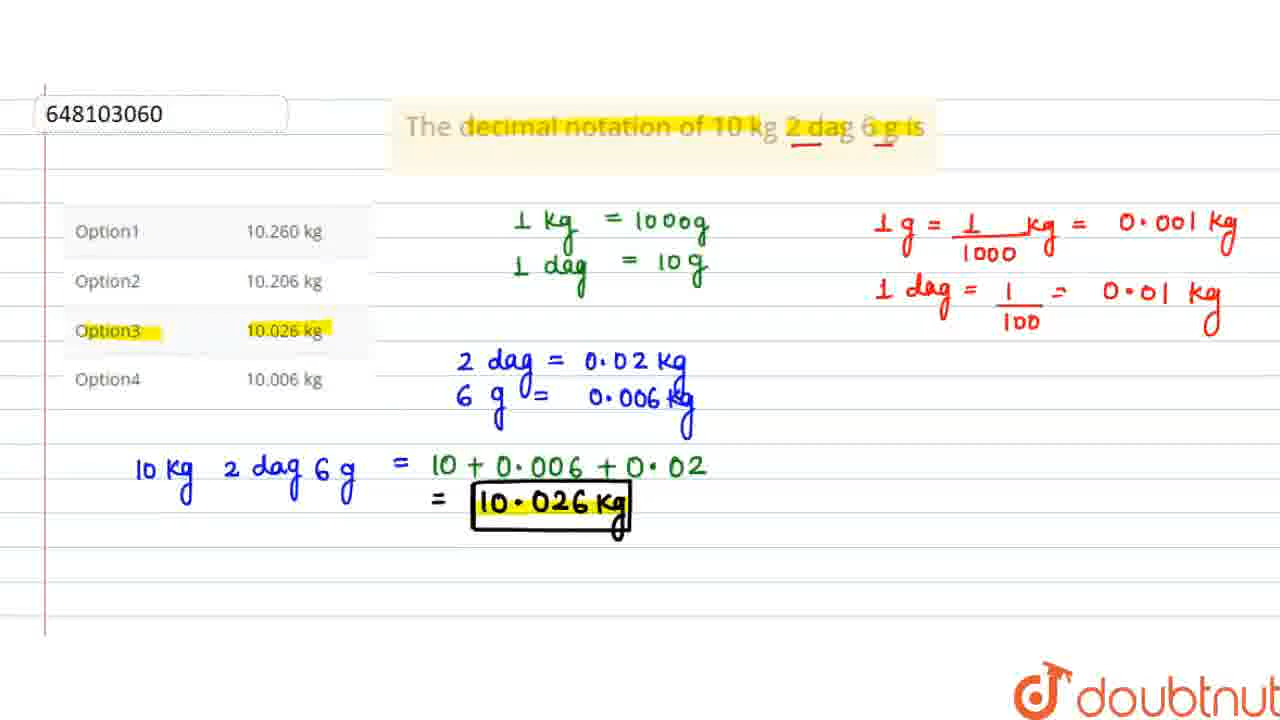 648103060
The decimal notation of 10 kg 2 dag 6 g is
Option1 10.260 kg
Option2 10.206 kg
Option3 10.026 kg
Option4 10.006 kg
1 kg = 1000g
1 dag = 10 g
1 g = 1/1000 kg = 0.001 kg
1 dag = 1/100 = 0.01 kg
2 dag = 0.02 kg
6 g = 0.006 kg
10 kg 2 dag 6 g = 10 + 0.006 + 0.02
= 10.026 kg
doubtnut